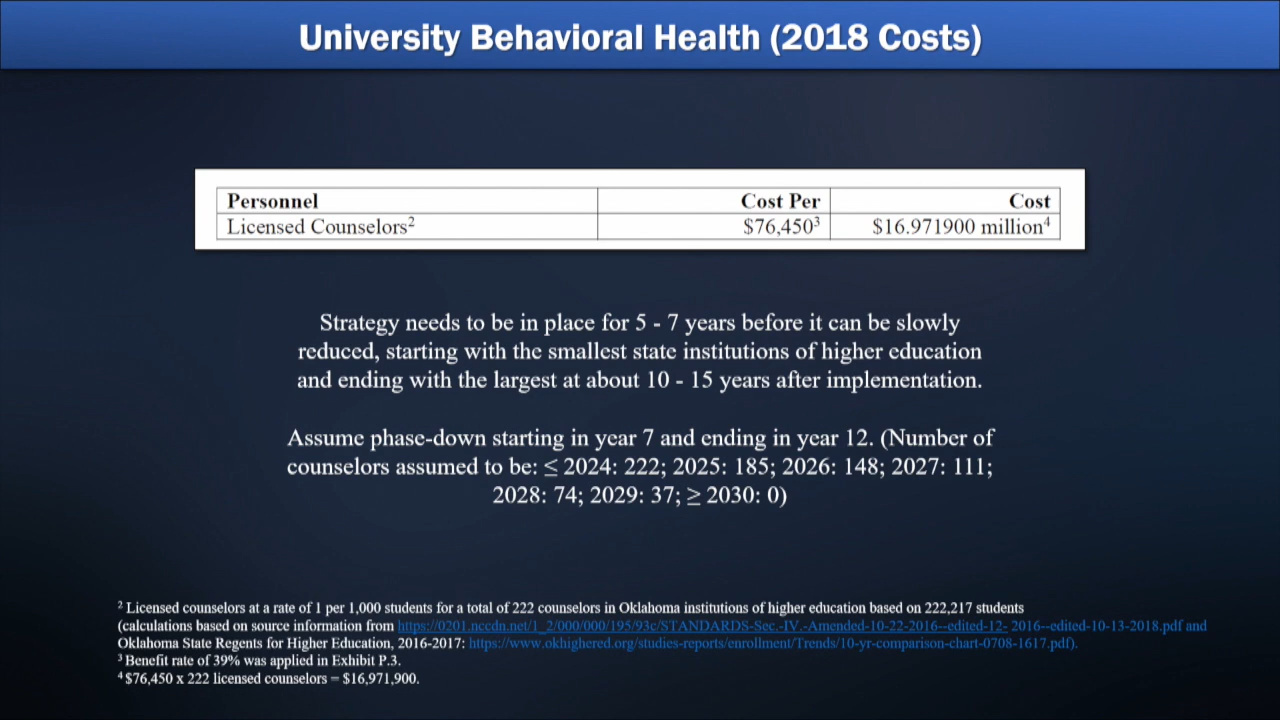 University Behavioral Health (2018 Costs)
Personnel Cost Per Cost
Licensed Counselors² $76,450³ $16.971900 million⁴
Strategy needs to be in place for 5 - 7 years before it can be slowly
reduced, starting with the smallest state institutions of higher education
and ending with the largest at about 10 - 15 years after implementation.
Assume phase-down starting in year 7 and ending in year 12. (Number of
counselors assumed to be: ≤ 2024: 222; 2025: 185; 2026: 148; 2027: 111;
2028: 74; 2029: 37; ≥ 2030: 0)
² Licensed counselors at a rate of 1 per 1,000 students for a total of 222 counselors in Oklahoma institutions of higher education based on 222,217 students
(calculations based on source information from https://0201.nccdn.net/1_2/000/000/195/93c/STANDARDS-Sec.-IV.-Amended-10-22-2016--edited-12- 2016--edited-10-13-2018.pdf and
Oklahoma State Regents for Higher Education, 2016-2017: https://www.okhighered.org/studies-reports/enrollment/Trends/10-yr-comparison-chart-0708-1617.pdf).
³ Benefit rate of 39% was applied in Exhibit P.3.
⁴ $76,450 x 222 licensed counselors = $16,971,900.